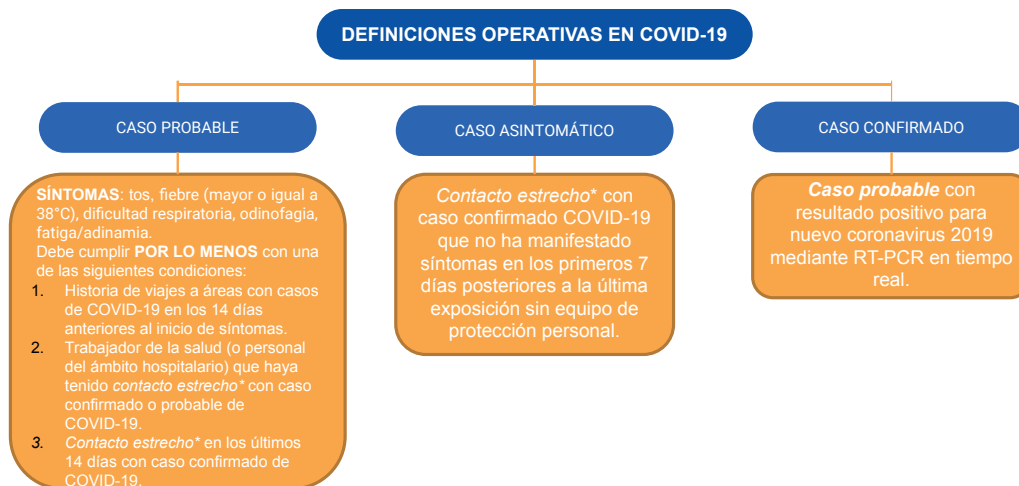 DEFINICIONES OPERATIVAS EN COVID-19
CASO PROBABLE
SÍNTOMAS: tos, fiebre (mayor o igual a
38°C), dificultad respiratoria, odinofagia,
fatiga/adinamia.
Debe cumplir POR LO MENOS con una
de las siguientes condiciones:
1. Historia de viajes a áreas con casos
de COVID-19 en los 14 días
anteriores al inicio de síntomas.
2. Trabajador de la salud (o personal
del ámbito hospitalario) que haya
tenido contacto estrecho* con caso
confirmado o probable de
COVID-19.
3. Contacto estrecho* en los últimos
14 días con caso confirmado de
COVID-19.
CASO ASINTOMÁTICO
Contacto estrecho* con
caso confirmado COVID-19
que no ha manifestado
síntomas en los primeros 7
días posteriores a la última
exposición sin equipo de
protección personal.
CASO CONFIRMADO
Caso probable con
resultado positivo para
nuevo coronavirus 2019
mediante RT-PCR en tiempo
real.